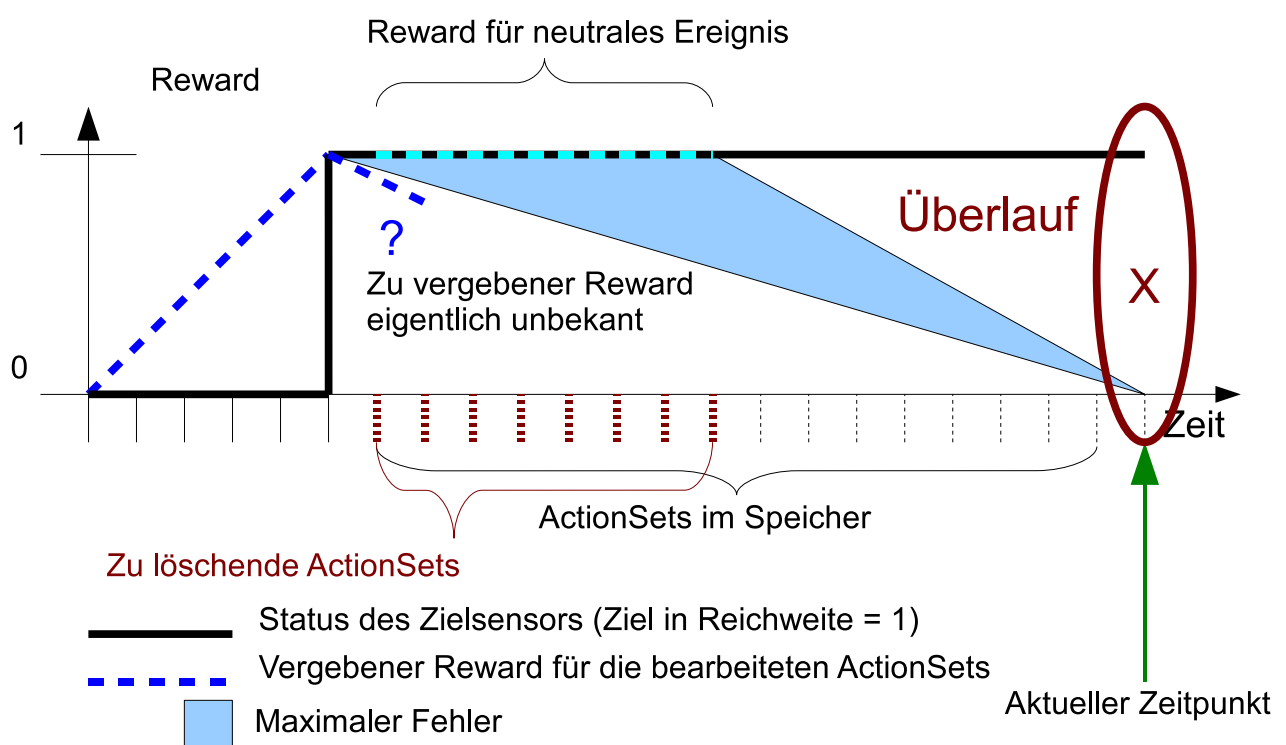 Reward für neutrales Ereignis
Reward
1
Überlauf
?
X
Zu vergebener Reward
eigentlich unbekant
0
Zeit
ActionSets im Speicher
Zu löschende ActionSets
Status des Zielsensors (Ziel in Reichweite = 1)
Vergebener Reward für die bearbeiteten ActionSets
Aktueller Zeitpunkt
Maximaler Fehler